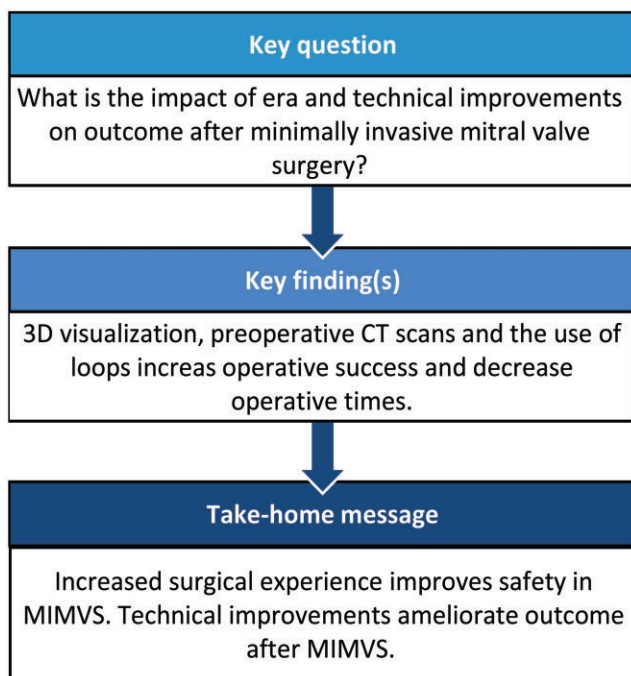 Key question
What is the impact of era and technical improvements
on outcome after minimally invasive mitral valve
surgery?
Key finding(s)
3D visualization, preoperative CT scans and the use of
loops increas operative success and decrease
operative times.
Take-home message
Increased surgical experience improves safety in
MIMVS. Technical improvements ameliorate outcome
after MIMVS.